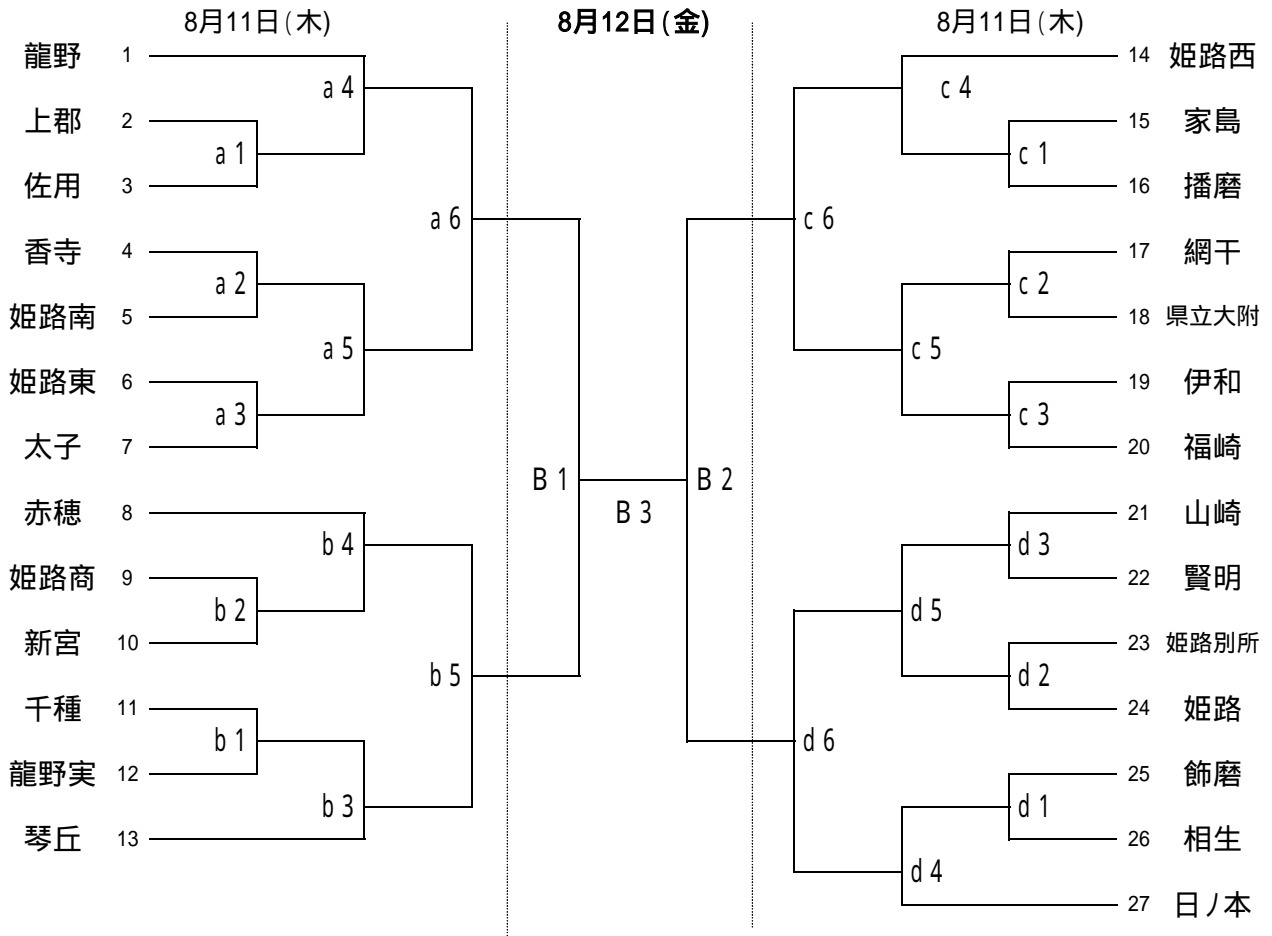 8月11日(木) 8月12日(金) 8月11日(木)
龍野 1
a 4
上郡 2
a 1
佐用 3
a 6
香寺 4
a 2
姫路南 5
a 5
姫路東 6
a 3
太子 7
赤穂 8
b 4
姫路商 9
b 2
新宮 10
b 5
千種 11
b 1
龍野実 12
b 3
琴丘 13
B 1
B 3
B 2
14 姫路西
c 4
15 家島
c 1
16 播磨
c 6
17 網干
c 2
18 県立大附
c 5
19 伊和
c 3
20 福崎
21 山崎
d 3
22 賢明
d 5
23 姫路別所
d 2
24 姫路
d 6
25 飾磨
d 1
26 相生
d 4
27 日ノ本